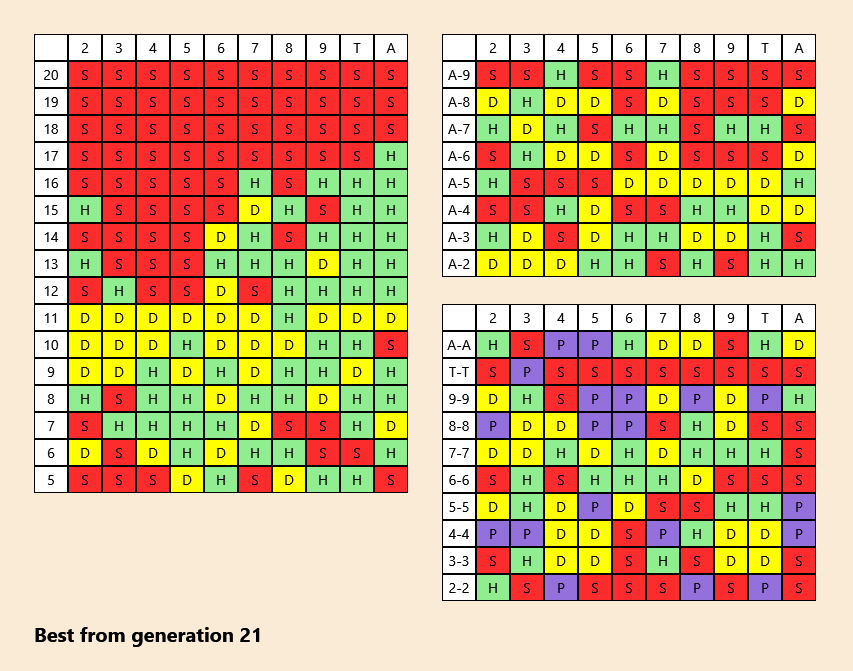 2 3 4 5 6 7 8 9 T A
20 S S S S S S S S S S
19 S S S S S S S S S S
18 S S S S S S S S S S
17 S S S S S S S S S H
16 S S S S S H S H H H
15 H S S S S D H S H H
14 S S S S D H S H H H
13 H S S S H H H D H H
12 S H S S D S H H H H
11 D D D D D D H D D D
10 D D D H D D D H H S
9 D D H D H D H H D H
8 H S H H D H H D H H
7 S H H H H D S S H D
6 D S D H D H H S S H
5 S S S D H S D H H S
2 3 4 5 6 7 8 9 T A
A-9 S S H S S H S S S S
A-8 D H D D S D S S S D
A-7 H D H S H H S H H S
A-6 S H D D S D S S S D
A-5 H S S S D D D D D H
A-4 S S H D S S H H D D
A-3 H D S D H H D D H S
A-2 D D D H H S H S H H
2 3 4 5 6 7 8 9 T A
A-A H S P P H D D S H D
T-T S P S S S S S S S S
9-9 D H S P P D P D P H
8-8 P D D P P S H D S S
7-7 D D H D H D H H H S
6-6 S H S H H H D S S S
5-5 D H D P D S S H H P
4-4 P P D D S P H D D P
3-3 S H D D S H S D D S
2-2 H S P S S S P S P S
Best from generation 21